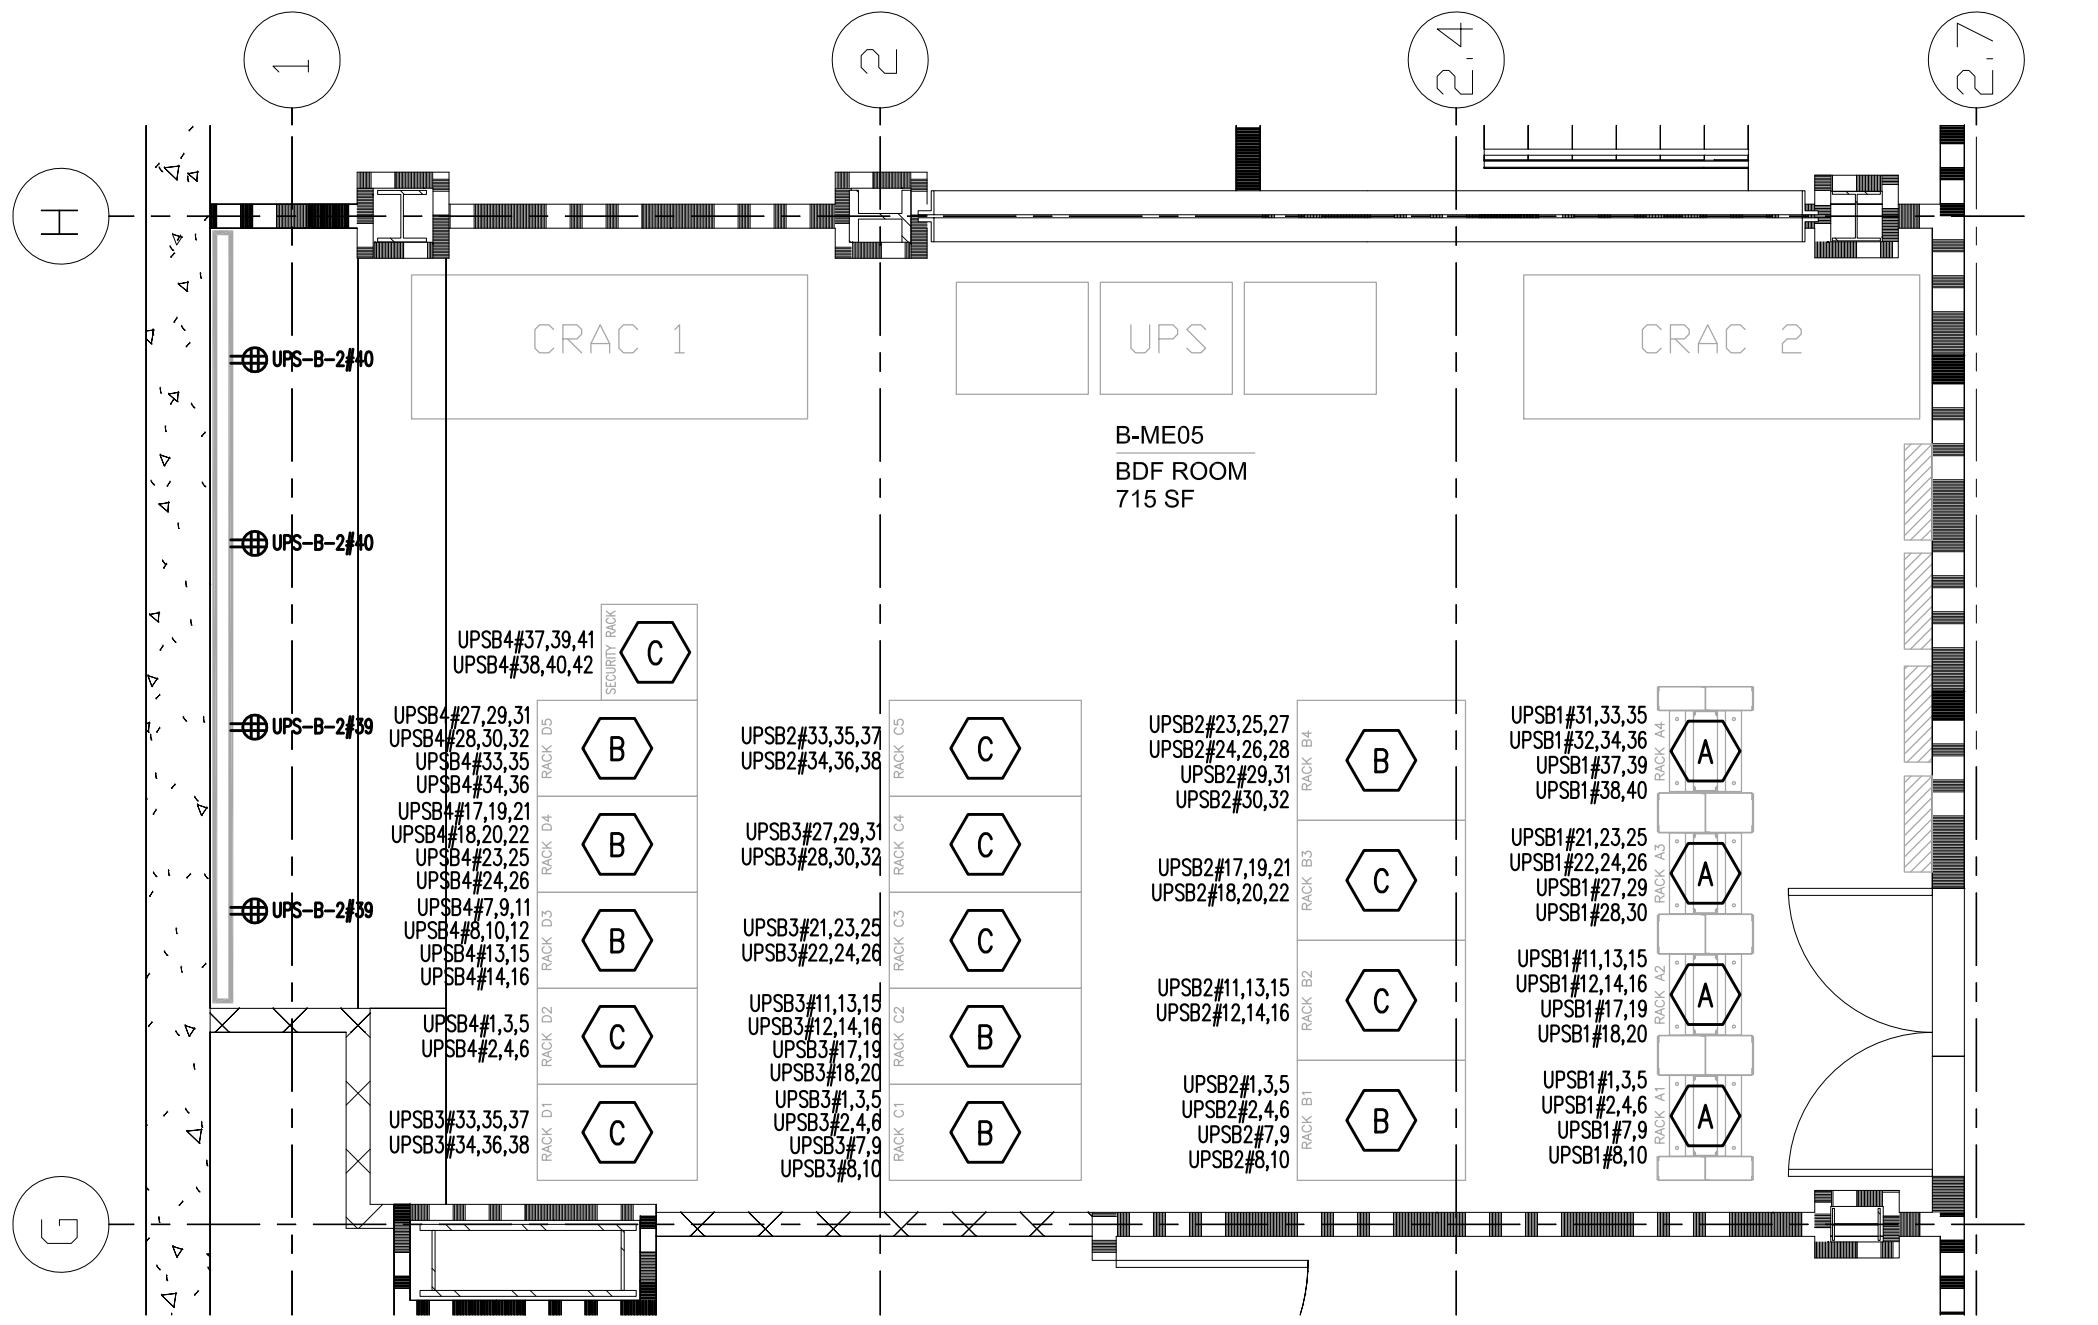 1
2
2.4
2.7
H
CRAC 1
UPS
CRAC 2
UPS-B-2#40
B-ME05
BDF ROOM
715 SF
UPS-B-2#40
UPS-B-2#39
UPS-B-2#39
UPSB4#37,39,41
UPSB4#38,40,42
SECURITY RACK
C
UPSB4#27,29,31
UPSB4#28,30,32
UPSB4#33,35
UPSB4#34,36
RACK D5
B
UPSB4#17,19,21
UPSB4#18,20,22
UPSB4#23,25
UPSB4#24,26
RACK D4
B
UPSB4#7,9,11
UPSB4#8,10,12
UPSB4#13,15
UPSB4#14,16
RACK D3
B
UPSB4#1,3,5
UPSB4#2,4,6
RACK D2
C
UPSB3#33,35,37
UPSB3#34,36,38
RACK D1
C
UPSB2#33,35,37
UPSB2#34,36,38
RACK C5
C
UPSB3#27,29,31
UPSB3#28,30,32
RACK C4
C
UPSB3#21,23,25
UPSB3#22,24,26
RACK C3
C
UPSB3#11,13,15
UPSB3#12,14,16
UPSB3#17,19
UPSB3#18,20
RACK C2
B
UPSB3#1,3,5
UPSB3#2,4,6
UPSB3#7,9
UPSB3#8,10
RACK C1
B
UPSB2#23,25,27
UPSB2#24,26,28
UPSB2#29,31
UPSB2#30,32
RACK B4
B
UPSB2#17,19,21
UPSB2#18,20,22
RACK B3
C
UPSB2#11,13,15
UPSB2#12,14,16
RACK B2
C
UPSB2#1,3,5
UPSB2#2,4,6
UPSB2#7,9
UPSB2#8,10
RACK B1
B
UPSB1#31,33,35
UPSB1#32,34,36
UPSB1#37,39
UPSB1#38,40
RACK A4
A
UPSB1#21,23,25
UPSB1#22,24,26
UPSB1#27,29
UPSB1#28,30
RACK A3
A
UPSB1#11,13,15
UPSB1#12,14,16
UPSB1#17,19
UPSB1#18,20
RACK A2
A
UPSB1#1,3,5
UPSB1#2,4,6
UPSB1#7,9
UPSB1#8,10
RACK A1
A
G